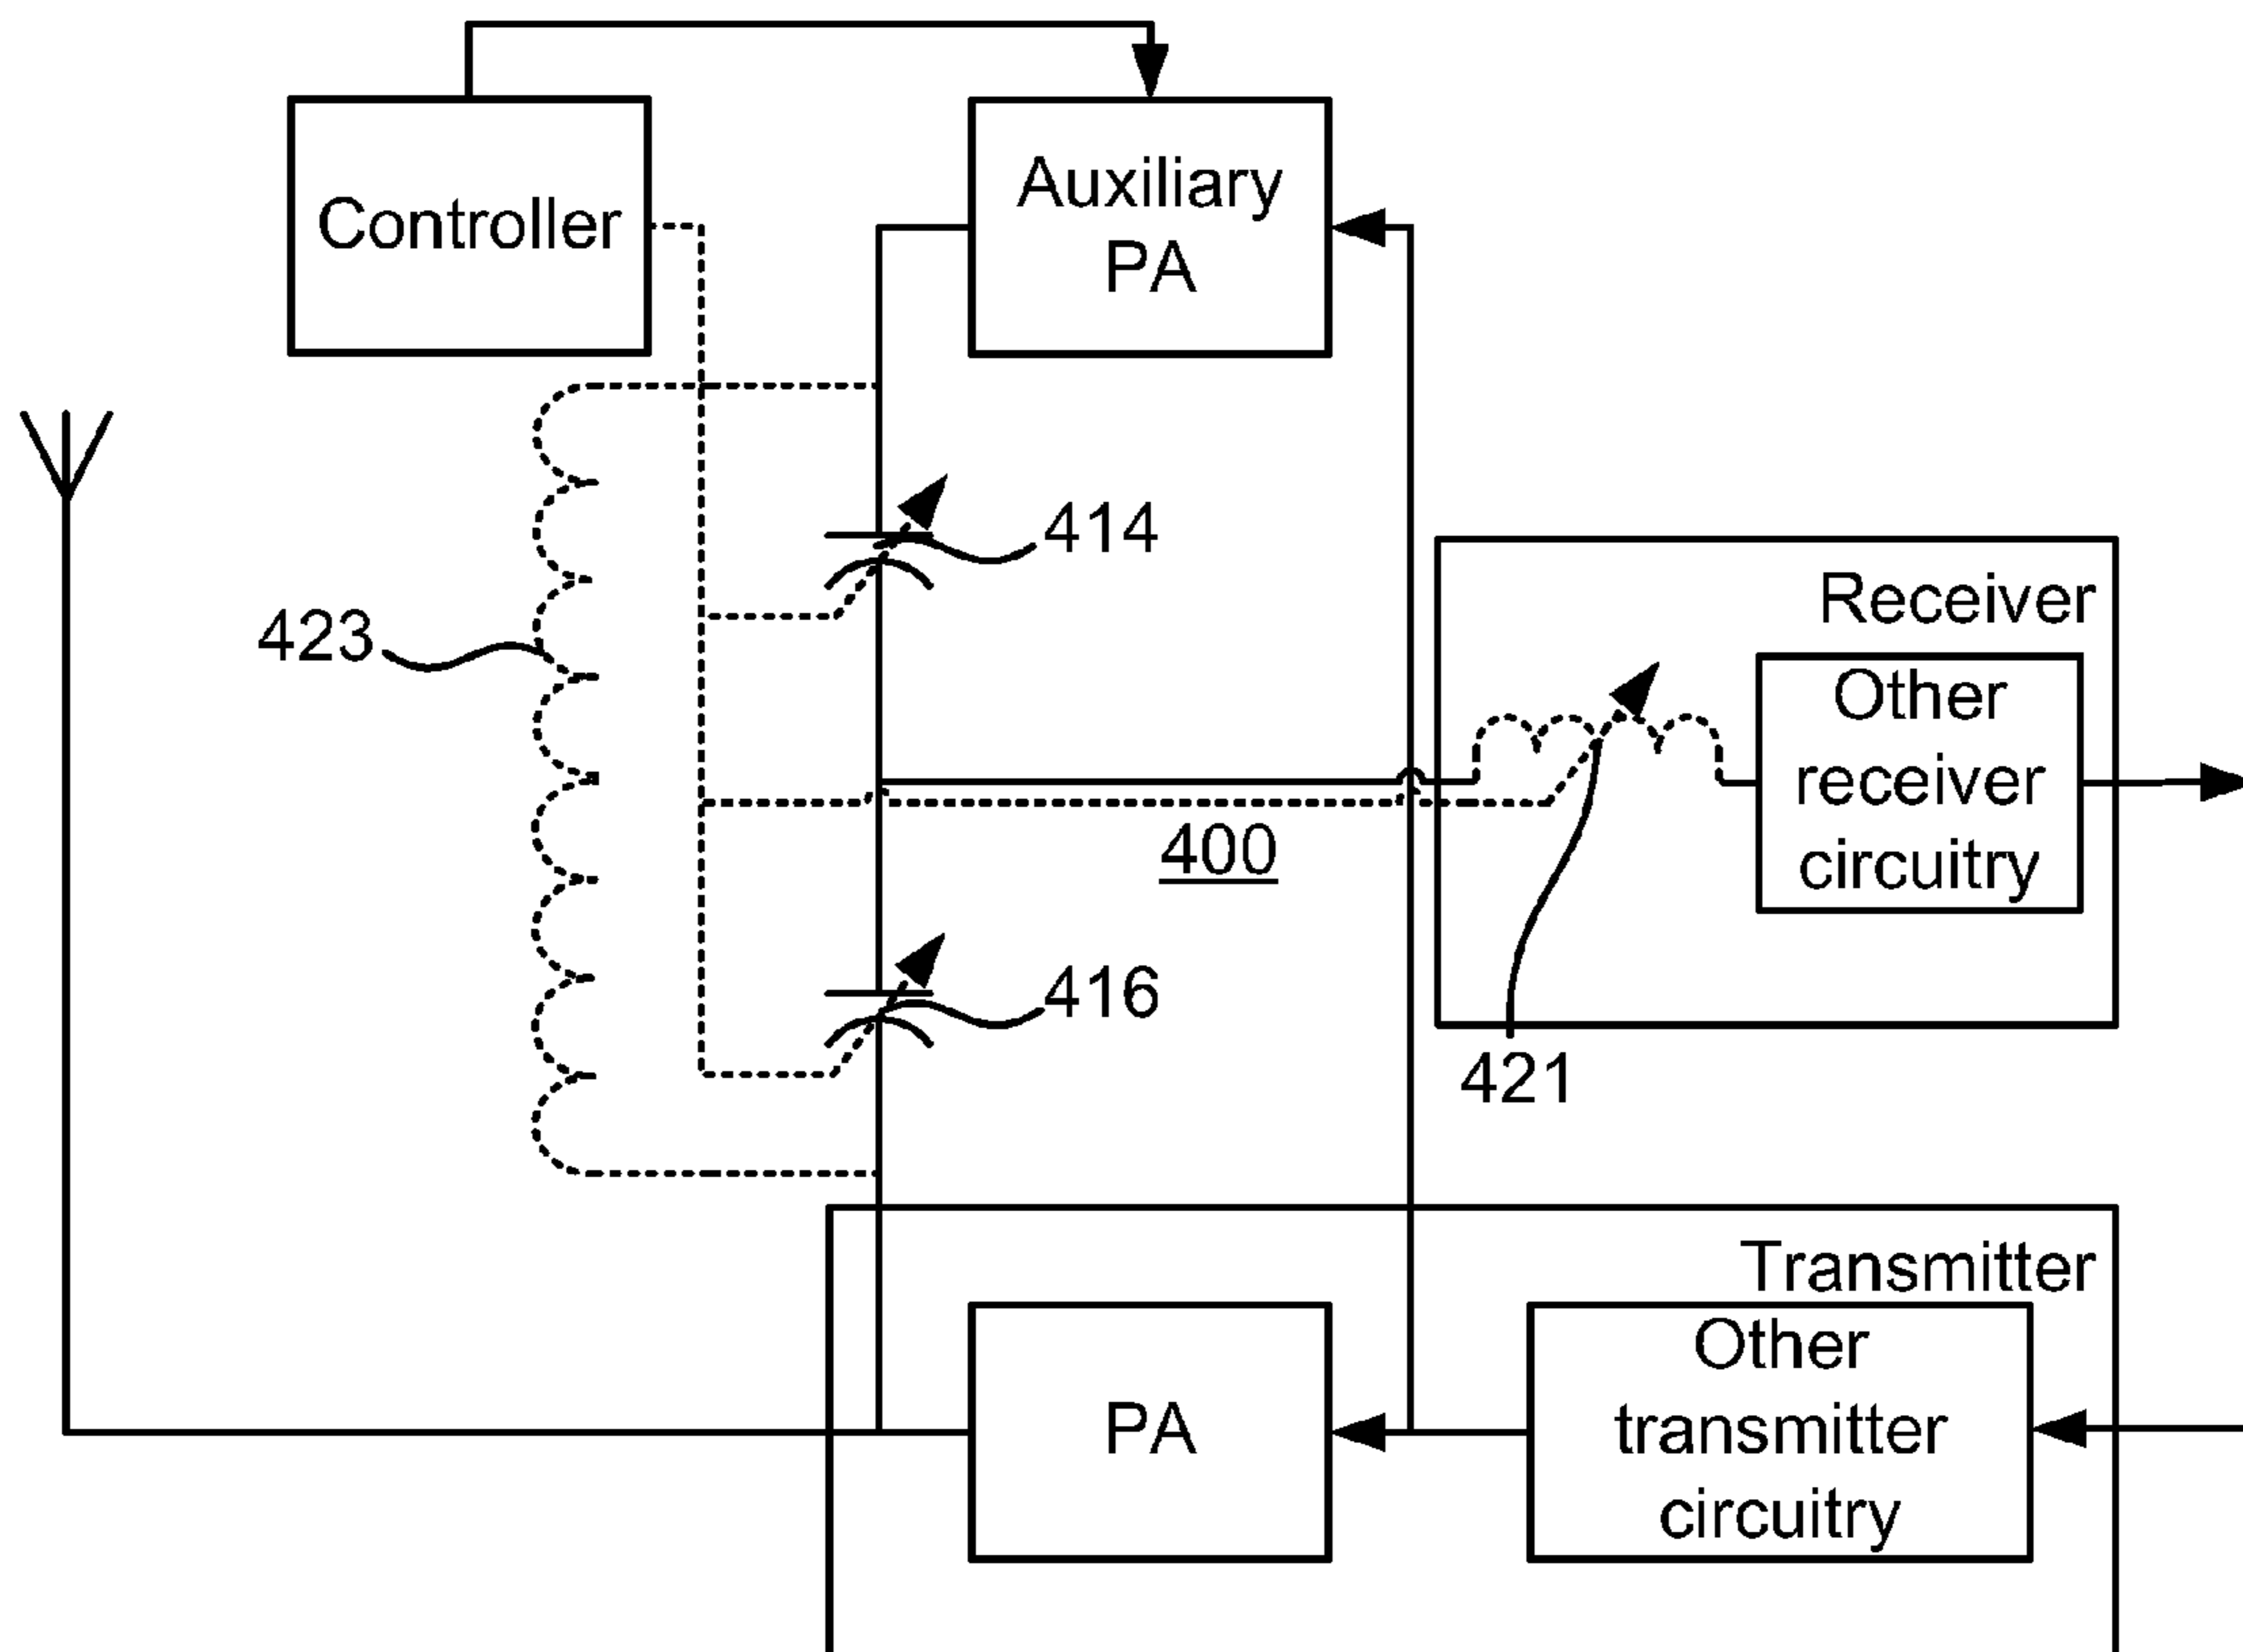 Controller
Auxiliary
PA
414
423
Receiver
Other
receiver
circuitry
400
416
421
Transmitter
PA
Other
transmitter
circuitry